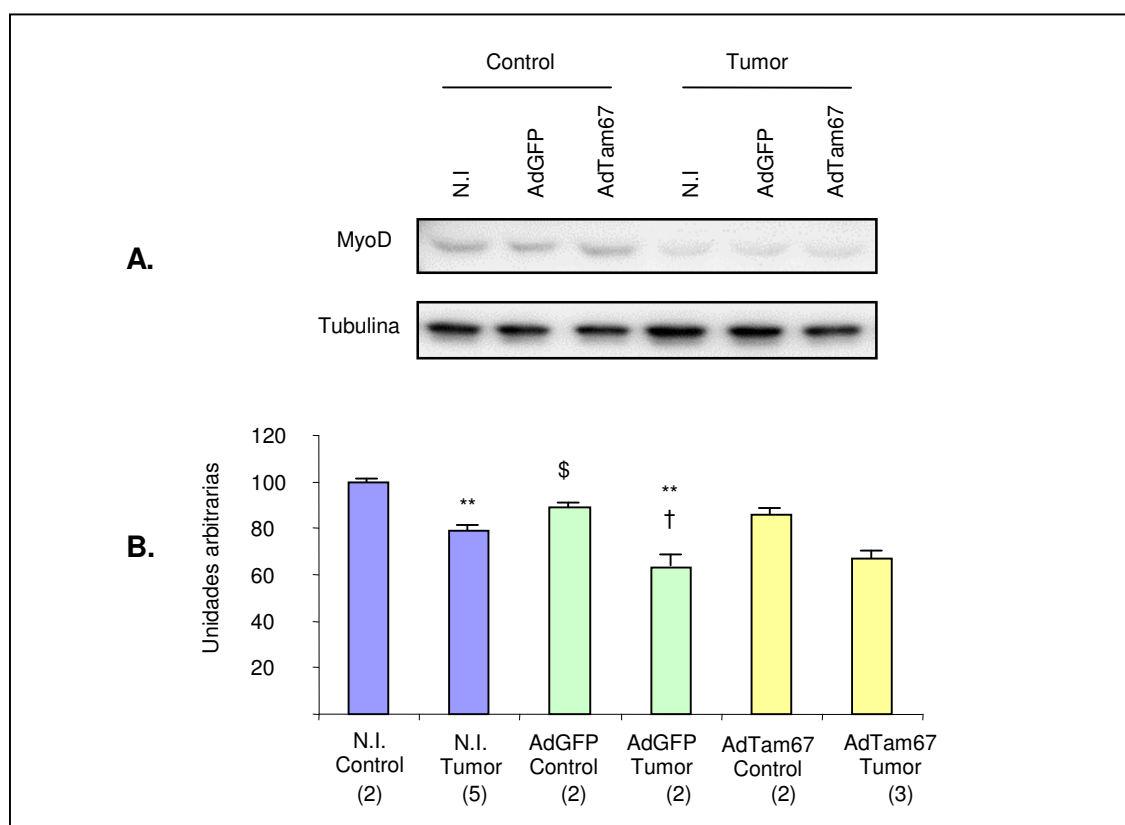 Control Tumor
N.I AdGFP AdTam67 N.I AdGFP AdTam67
MyoD
A.
Tubulina
B.
Unidades arbitrarias
120
100
80
60
40
20
** $ ** †
N.I. Control (2)
N.I. Tumor (5)
AdGFP Control (2)
AdGFP Tumor (2)
AdTam67 Control (2)
AdTam67 Tumor (3)